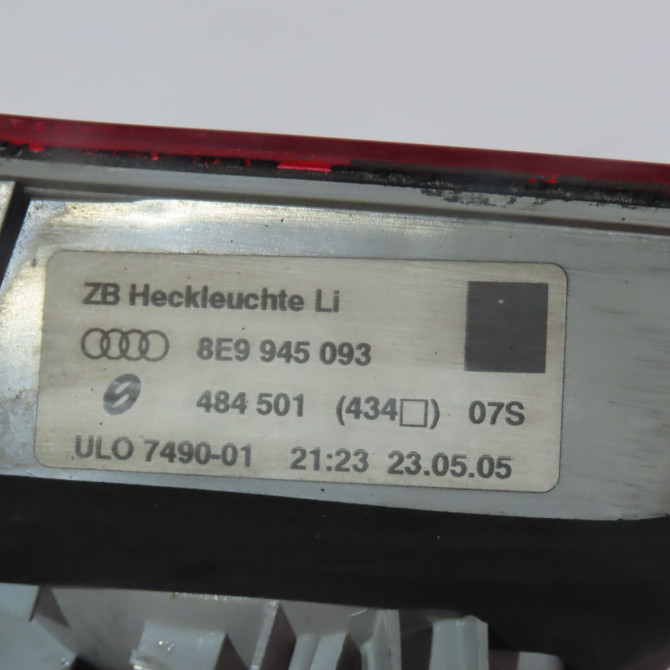 ZB Heckleuchte Li
8E9 945 093
484 501 (434□) 07S
ULO 7490-01 21:23 23.05.05